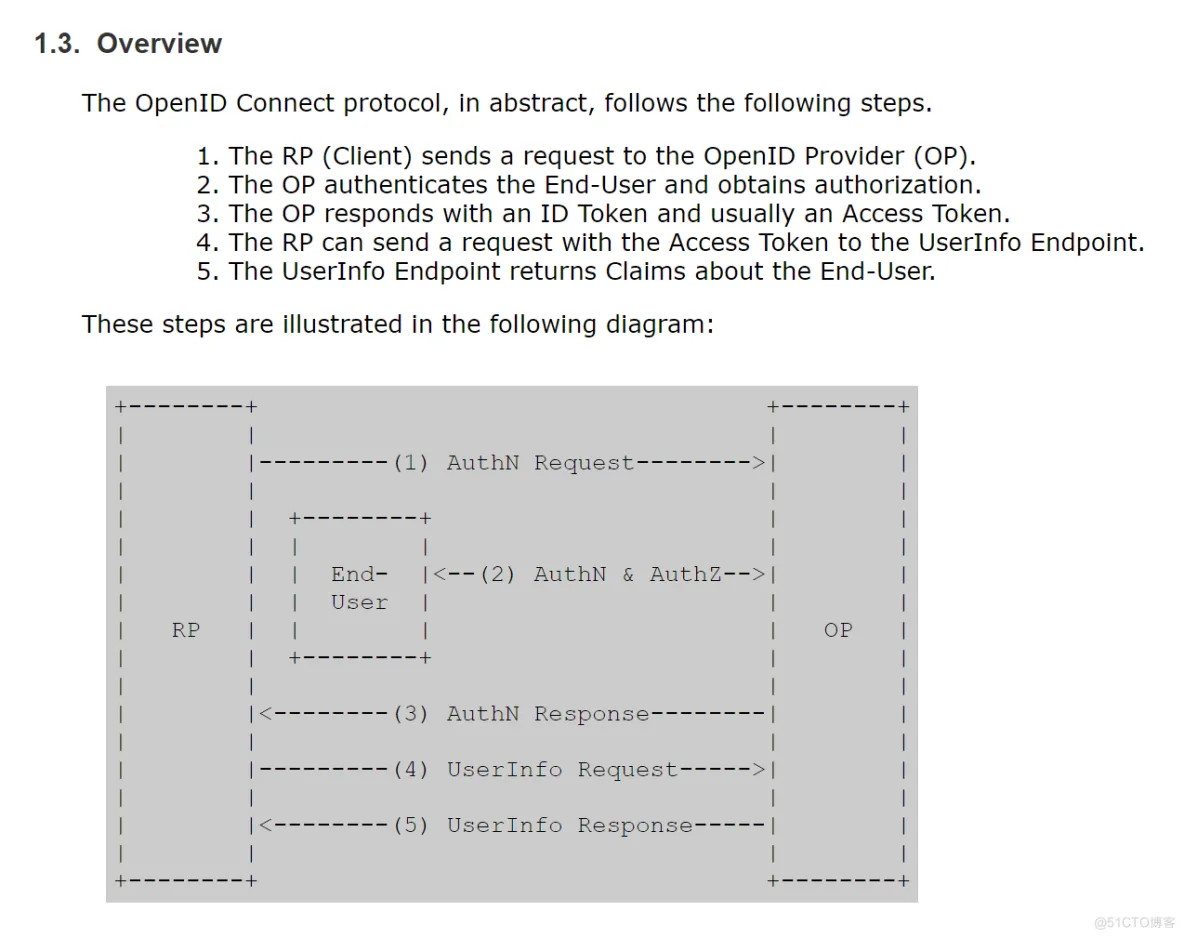 1.3. Overview
The OpenID Connect protocol, in abstract, follows the following steps.
1. The RP (Client) sends a request to the OpenID Provider (OP).
2. The OP authenticates the End-User and obtains authorization.
3. The OP responds with an ID Token and usually an Access Token.
4. The RP can send a request with the Access Token to the UserInfo Endpoint.
5. The UserInfo Endpoint returns Claims about the End-User.
These steps are illustrated in the following diagram:
+--------+                                   +--------+
|        |                                   |        |
|        |---------(1) AuthN Request-------->|        |
|        |                                   |        |
|        |  +--------+                       |        |
|        |  |        |                       |        |
|        |  |  End-  |<--(2) AuthN & AuthZ-->|        |
|        |  |  User  |                       |        |
|   RP   |  |        |                       |   OP   |
|        |  +--------+                       |        |
|        |                                   |        |
|        |<--------(3) AuthN Response--------|        |
|        |                                   |        |
|        |---------(4) UserInfo Request----->|        |
|        |                                   |        |
|        |<--------(5) UserInfo Response-----|        |
|        |                                   |        |
+--------+                                   +--------+
@51CTO博客